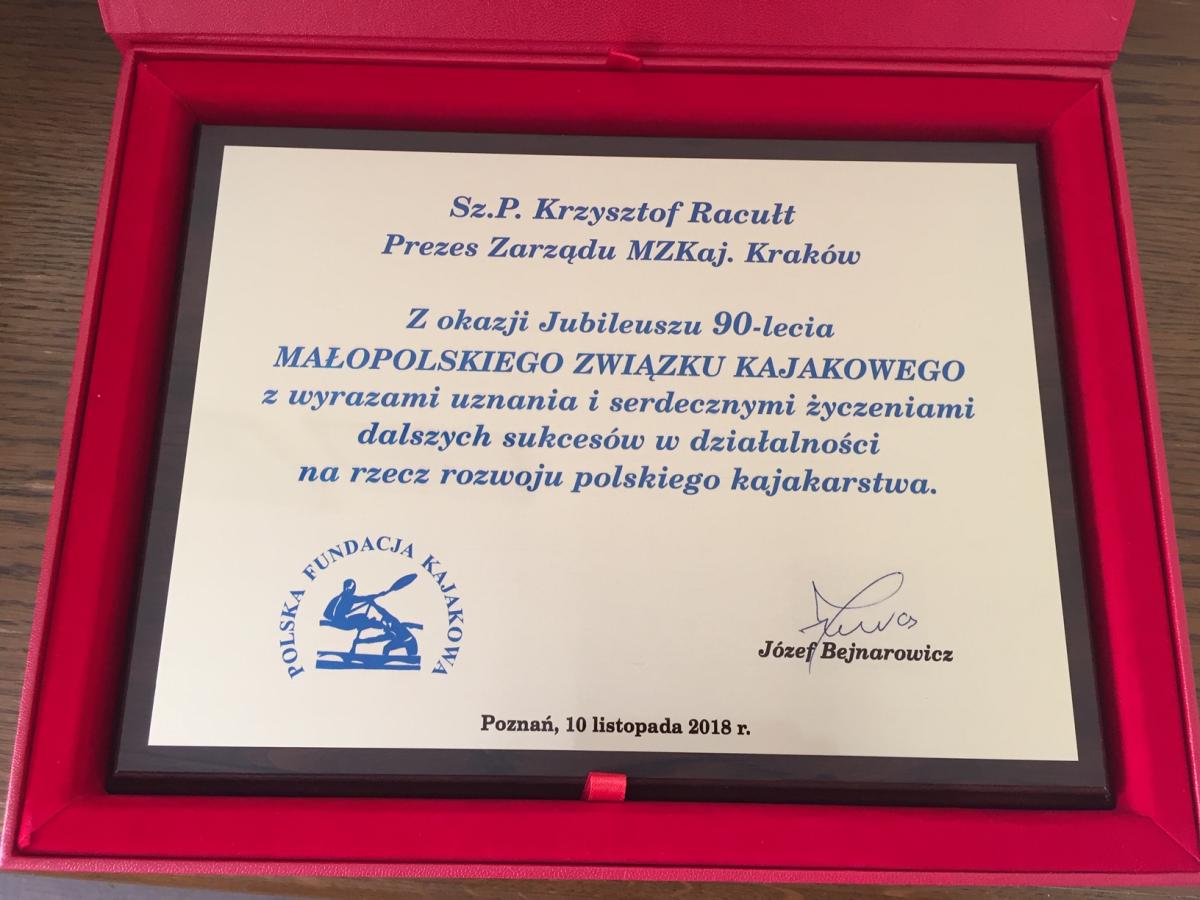 Sz.P. Krzysztof Racułt
Prezes Zarządu MZKaj. Kraków
Z okazji Jubileuszu 90-lecia
MAŁOPOLSKIEGO ZWIĄZKU KAJAKOWEGO
z wyrazami uznania i serdecznymi życzeniami
dalszych sukcesów w działalności
na rzecz rozwoju polskiego kajakarstwa.
POLSKA FUNDACJA KAJAKOWA
Józef Bejnarowicz
Poznań, 10 listopada 2018 r.